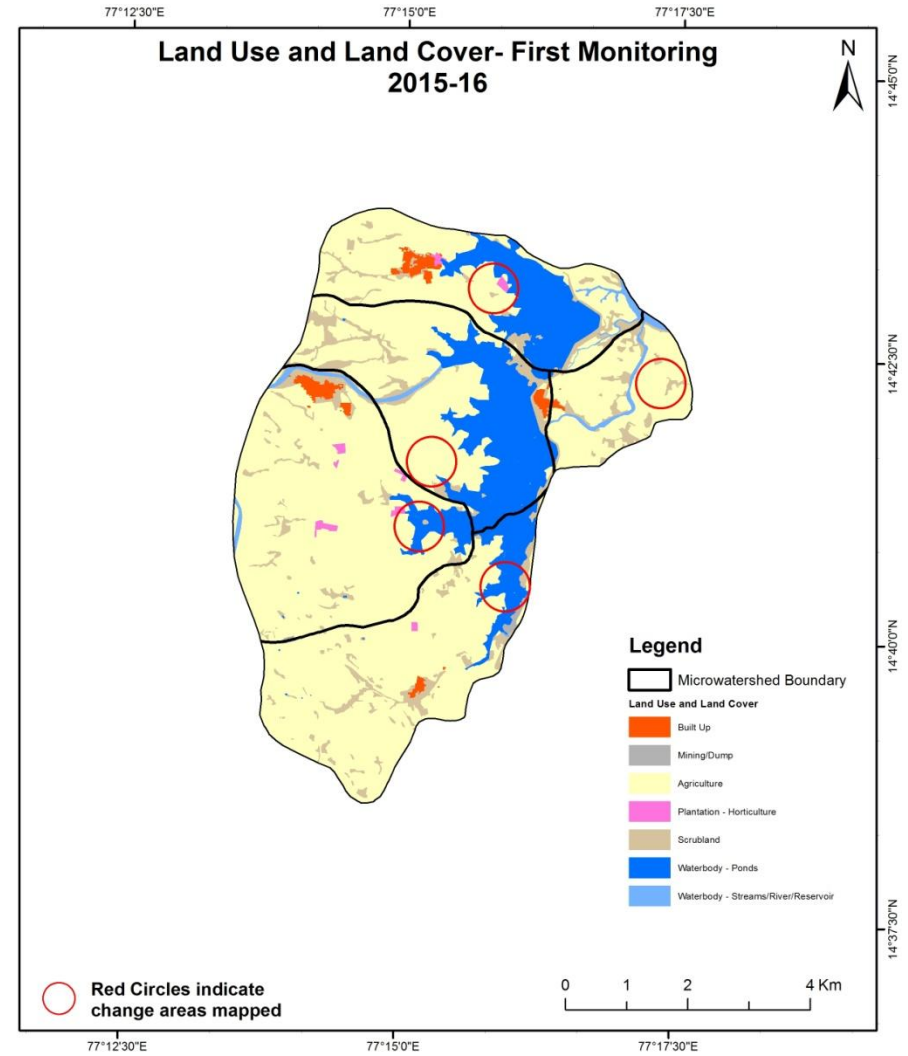 77°12'30"E
77°15'0"E
77°17'30"E
Land Use and Land Cover- First Monitoring
2015-16
N
14°45'0"N
14°42'30"N
14°40'0"N
14°37'30"N
Legend
Microwatershed Boundary
Land Use and Land Cover
Built Up
Mining/Dump
Agriculture
Plantation - Horticulture
Scrubland
Waterbody - Ponds
Waterbody - Streams/River/Reservoir
Red Circles indicate
change areas mapped
0 1 2 4 Km
77°12'30"E
77°15'0"E
77°17'30"E